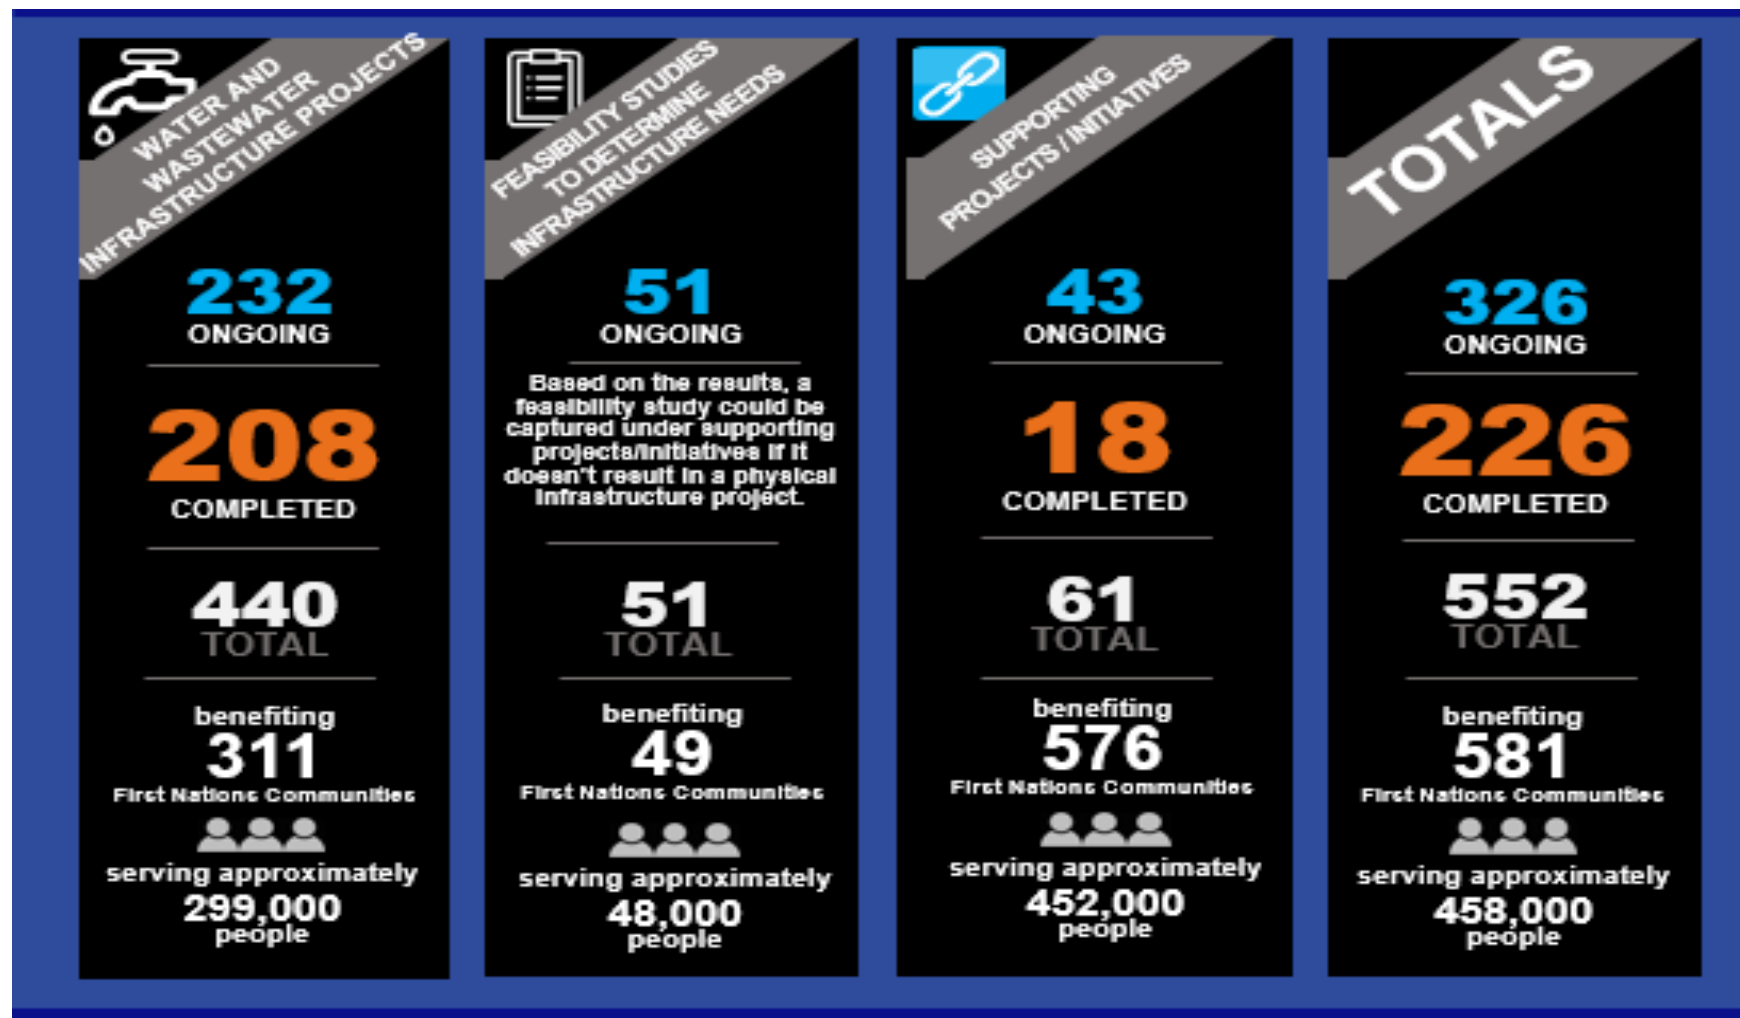 WATER AND
WASTEWATER
INFRASTRUCTURE PROJECTS
232
ONGOING
208
COMPLETED
440
TOTAL
benefiting
311
First Nations Communities
serving approximately
299,000
people
FEASIBILITY STUDIES
TO DETERMINE
INFRASTRUCTURE NEEDS
51
ONGOING
Based on the results, a
feasibility study could be
captured under supporting
projects/initiatives if it
doesn't result in a physical
infrastructure project.
51
TOTAL
benefiting
49
First Nations Communities
serving approximately
48,000
people
SUPPORTING
PROJECTS / INITIATIVES
43
ONGOING
18
COMPLETED
61
TOTAL
benefiting
576
First Nations Communities
serving approximately
452,000
people
TOTALS
326
ONGOING
226
COMPLETED
552
TOTAL
benefiting
581
First Nations Communities
serving approximately
458,000
people